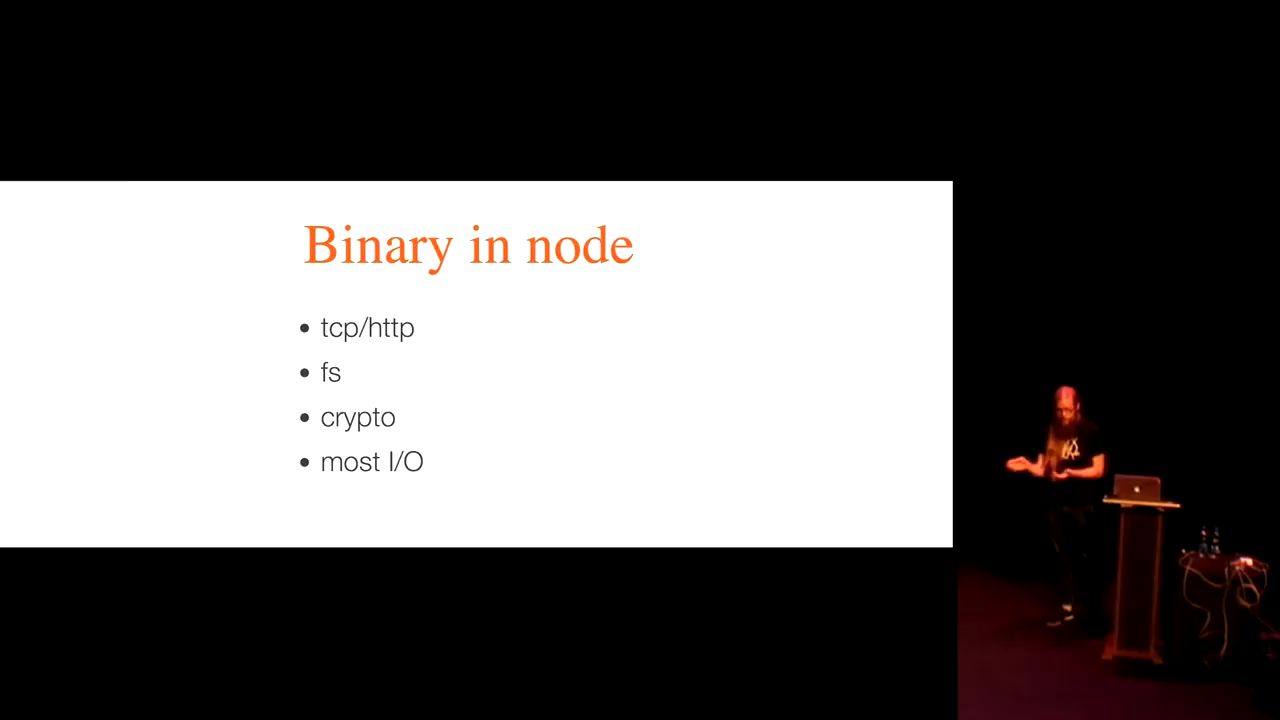 Binary in node
• tcp/http
• fs
• crypto
• most I/O